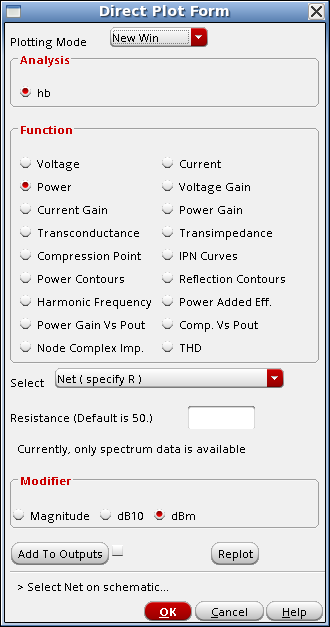 Direct Plot Form
Plotting Mode New Win
Analysis
hb
Function
Voltage Current
Power Voltage Gain
Current Gain Power Gain
Transconductance Transimpedance
Compression Point IPN Curves
Power Contours Reflection Contours
Harmonic Frequency Power Added Eff.
Power Gain Vs Pout Comp. Vs Pout
Node Complex Imp. THD
Select Net ( specify R )
Resistance (Default is 50.)
Currently, only spectrum data is available
Modifier
Magnitude dB10 dBm
Add To Outputs Replot
> Select Net on schematic...
OK Cancel Help